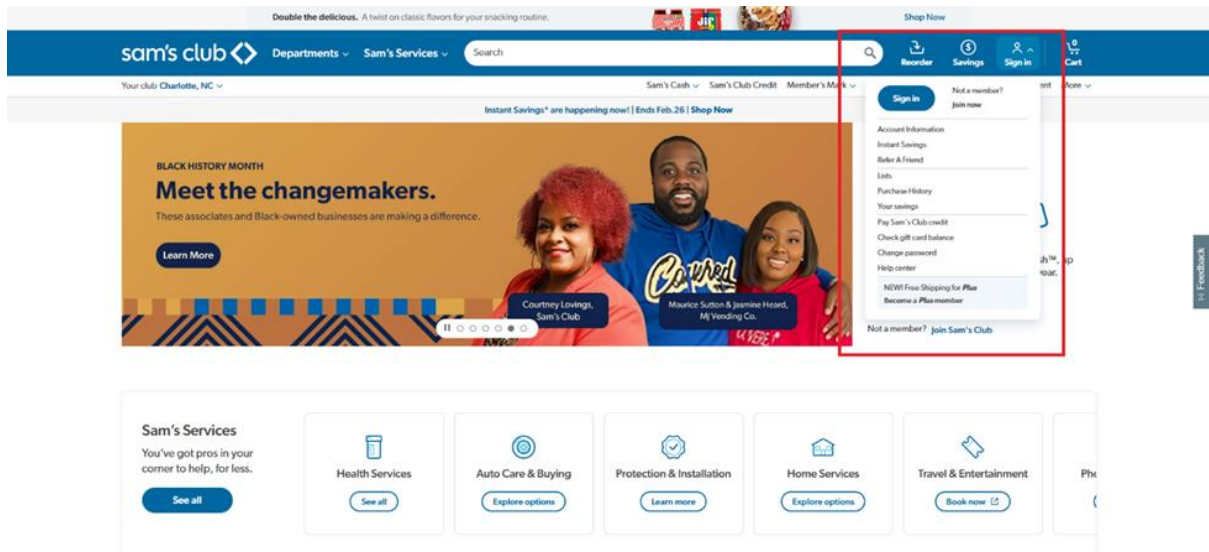 Double the delicious. A twist on classic flavors for your snacking routine.
JIF
Shop Now
sam's club
Departments
Sam's Services
Search
Reorder
$
Savings
Sign in
0
Cart
Your club Charlotte, NC
Sam's Cash
Sam's Club Credit
Member's Mark
More
Instant Savings* are happening now! | Ends Feb. 26 | Shop Now
Sign in
Not a member?
Join now
Account Information
Instant Savings
Refer A Friend
Lists
Purchase History
Your savings
Pay Sam's Club credit
Check gift card balance
Change password
Help center
NEW! Free Shipping for Plus
Become a Plus member
Not a member? Join Sam's Club
BLACK HISTORY MONTH
Meet the changemakers.
These associates and Black-owned businesses are making a difference.
Learn More
Covered
Courtney Lovings,
Sam's Club
Maurice Sutton & Jasmine Heard,
MJ Vending Co.
Feedback
Sam's Services
You've got pros in your
corner to help, for less.
See all
Health Services
See all
Auto Care & Buying
Explore options
Protection & Installation
Learn more
Home Services
Explore options
Travel & Entertainment
Book now